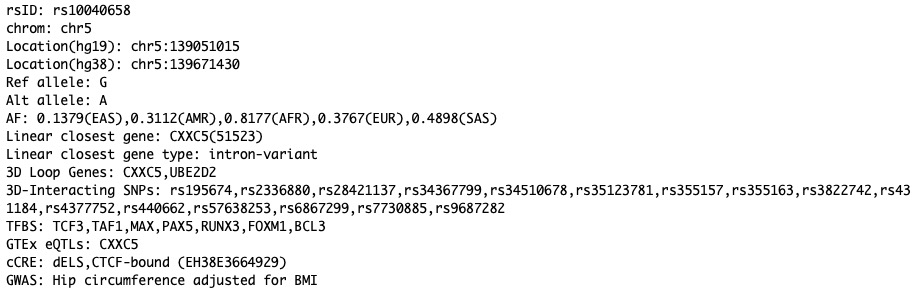 rsID: rs10040658
chrom: chr5
Location(hg19): chr5:139051015
Location(hg38): chr5:139671430
Ref allele: G
Alt allele: A
AF: 0.1379(EAS),0.3112(AMR),0.8177(AFR),0.3767(EUR),0.4898(SAS)
Linear closest gene: CXXC5(51523)
Linear closest gene type: intron-variant
3D Loop Genes: CXXC5,UBE2D2
3D-Interacting SNPs: rs195674,rs2336880,rs28421137,rs34367799,rs34510678,rs35123781,rs355157,rs355163,rs3822742,rs43
1184,rs4377752,rs440662,rs57638253,rs6867299,rs7730885,rs9687282
TFBS: TCF3,TAF1,MAX,PAX5,RUNX3,FOXM1,BCL3
GTEx eQTLs: CXXC5
cCRE: dELS,CTCF-bound (EH38E3664929)
GWAS: Hip circumference adjusted for BMI